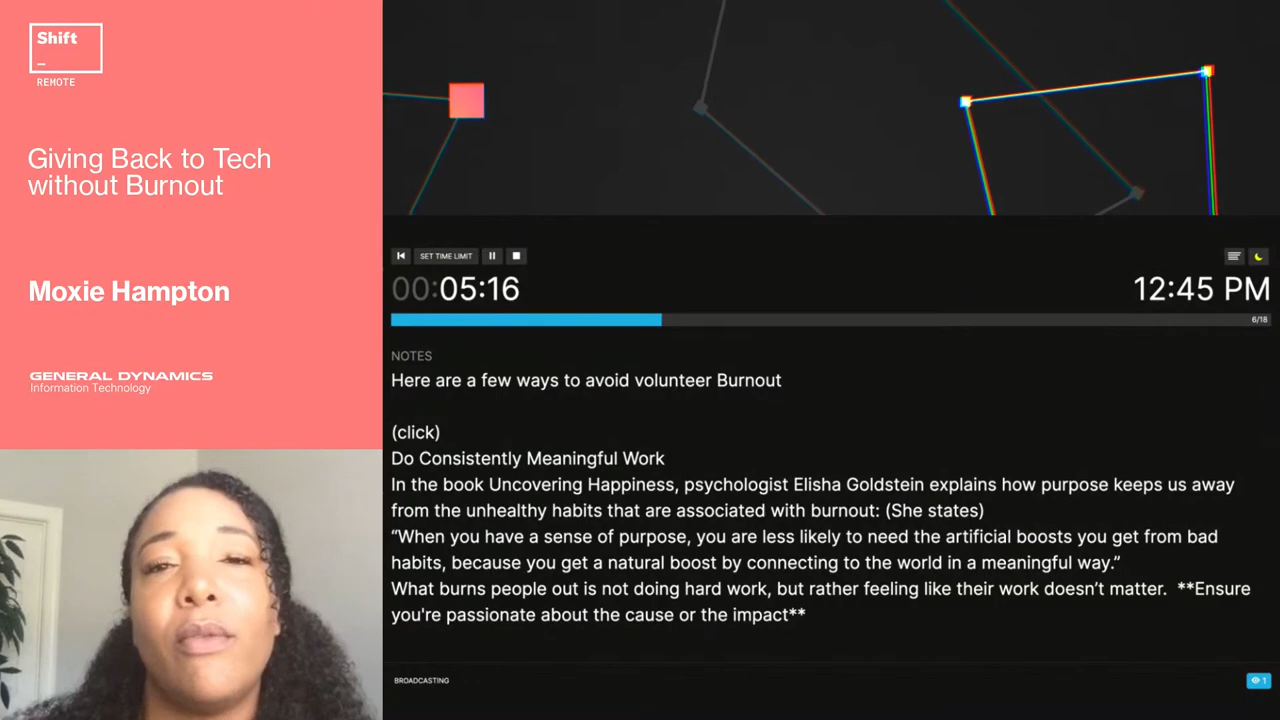 Shift
_
REMOTE
Giving Back to Tech
without Burnout
Moxie Hampton
GENERAL DYNAMICS
Information Technology
SET TIME LIMIT
00:05:16
12:45 PM
6/18
NOTES
Here are a few ways to avoid volunteer Burnout
(click)
Do Consistently Meaningful Work
In the book Uncovering Happiness, psychologist Elisha Goldstein explains how purpose keeps us away
from the unhealthy habits that are associated with burnout: (She states)
“When you have a sense of purpose, you are less likely to need the artificial boosts you get from bad
habits, because you get a natural boost by connecting to the world in a meaningful way.”
What burns people out is not doing hard work, but rather feeling like their work doesn’t matter.  **Ensure
you're passionate about the cause or the impact**
BROADCASTING
1